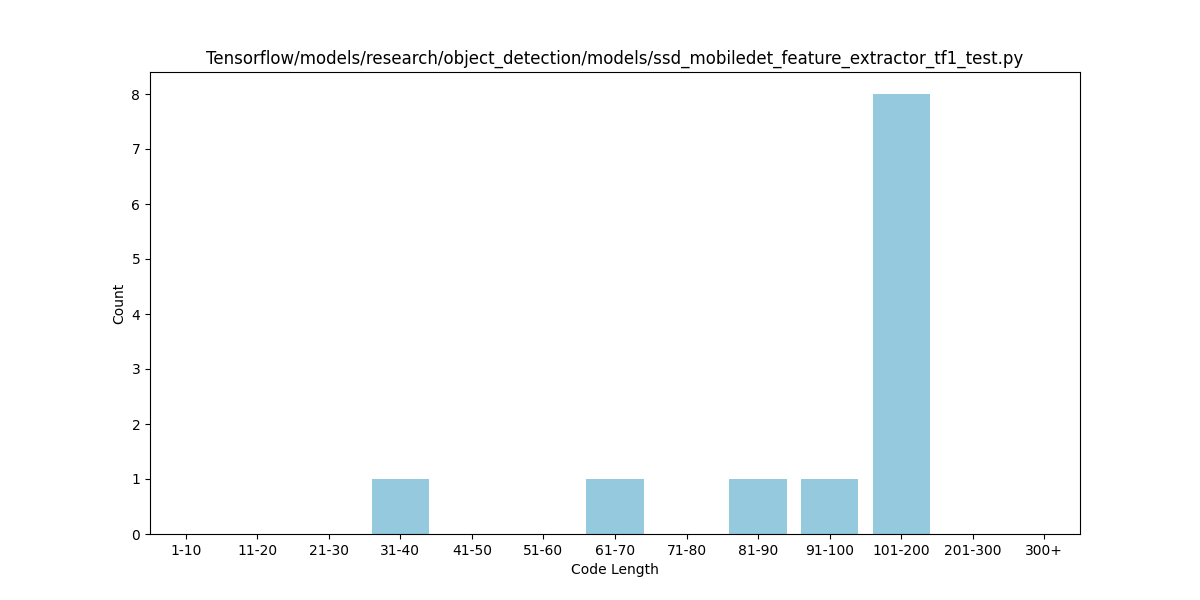 Tensorflow/models/research/object_detection/models/ssd_mobiledet_feature_extractor_tf1_test.py
8
7
6
5
4
3
2
1
0
Count
1-10 11-20 21-30 31-40 41-50 51-60 61-70 71-80 81-90 91-100 101-200 201-300 300+
Code Length